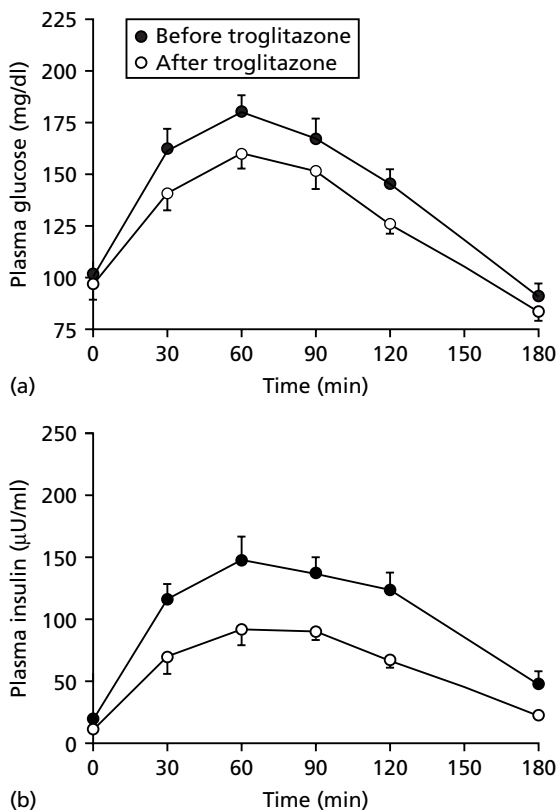 Before troglitazone
After troglitazone
225
200
175
150
125
100
75
Plasma glucose (mg/dl)
0 30 60 90 120 150 180
(a)
Time (min)
250
200
150
100
50
0
Plasma insulin (μU/ml)
0 30 60 90 120 150 180
(b)
Time (min)